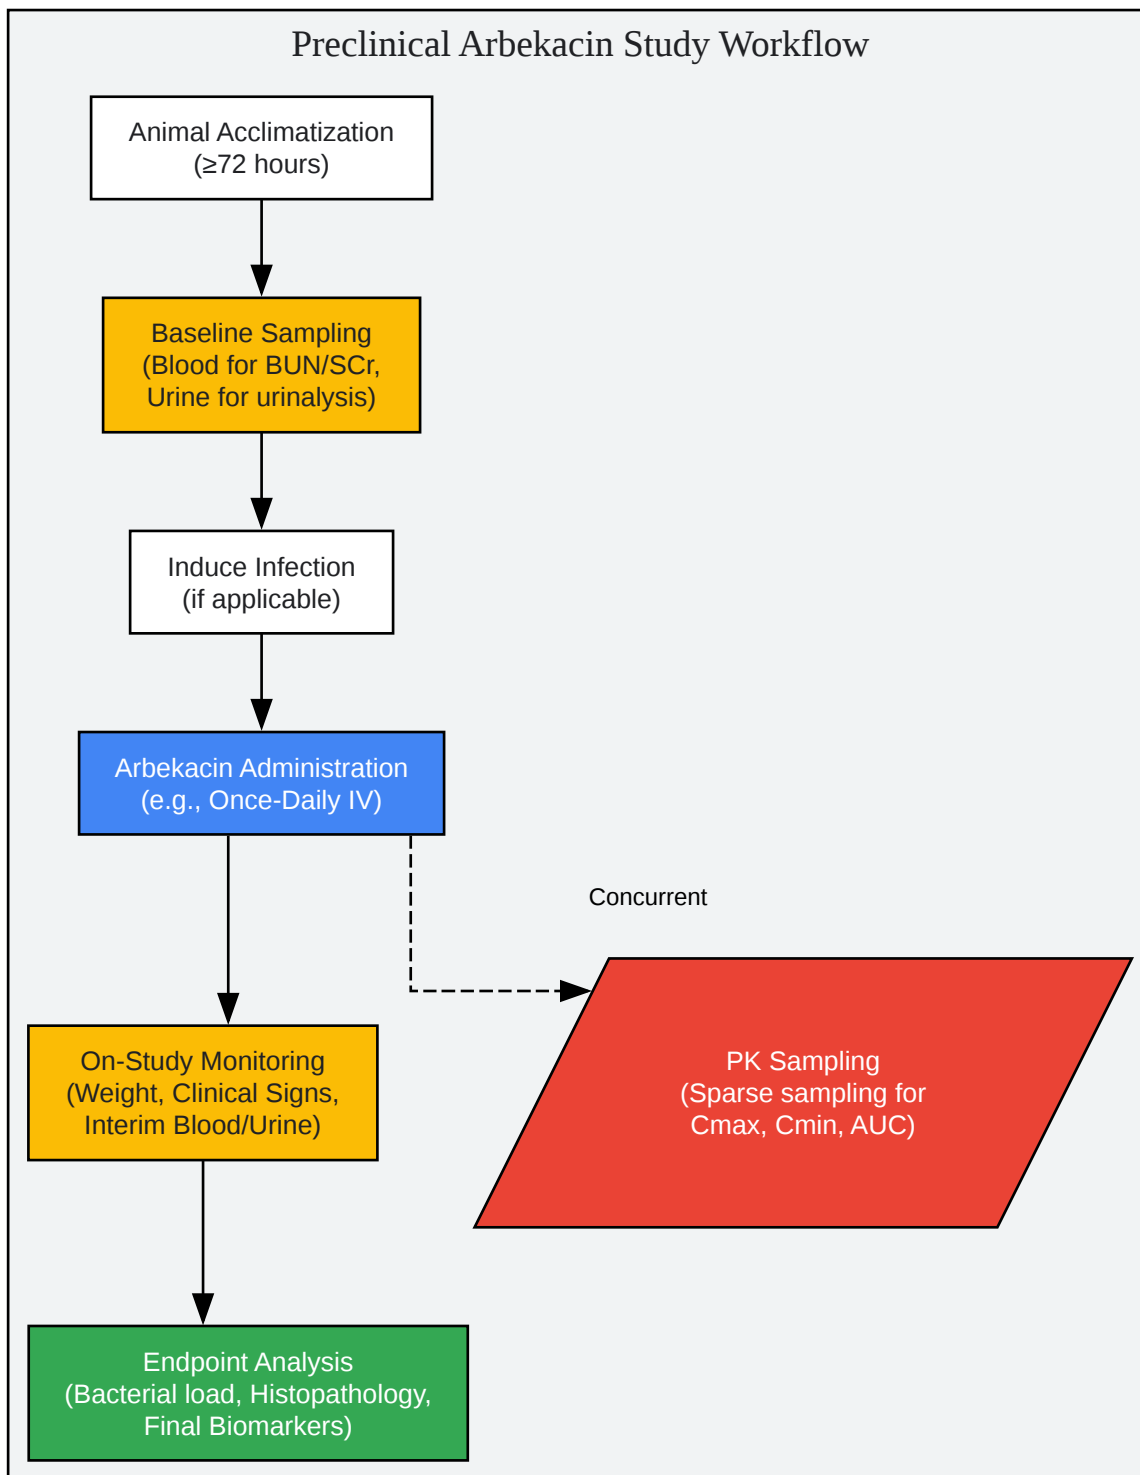 Preclinical Arbekacin Study Workflow
Animal Acclimatization
(≥72 hours)
Baseline Sampling
(Blood for BUN/SCr,
Urine for urinalysis)
Induce Infection
(if applicable)
Arbekacin Administration
(e.g., Once-Daily IV)
Concurrent
On-Study Monitoring
(Weight, Clinical Signs,
Interim Blood/Urine)
PK Sampling
(Sparse sampling for
Cmax, Cmin, AUC)
Endpoint Analysis
(Bacterial load, Histopathology,
Final Biomarkers)